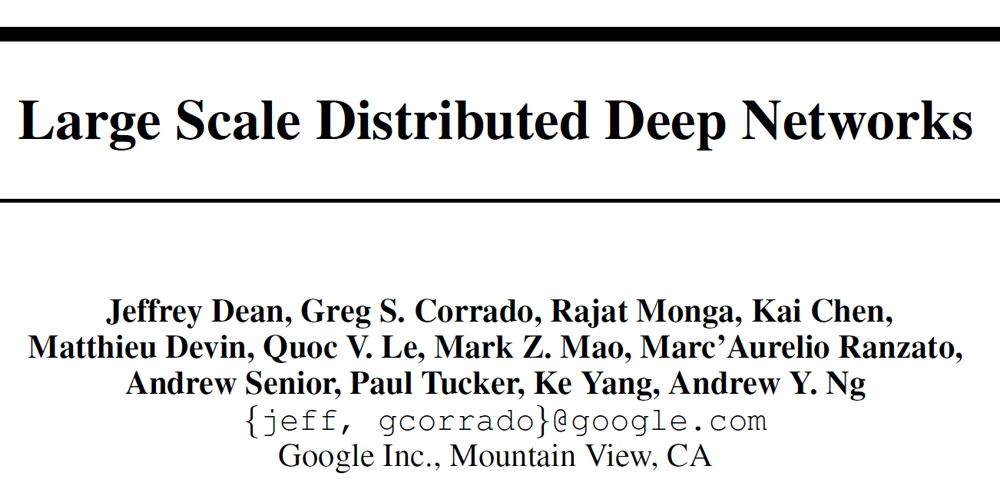 Large Scale Distributed Deep Networks
Jeffrey Dean, Greg S. Corrado, Rajat Monga, Kai Chen,
Matthieu Devin, Quoc V. Le, Mark Z. Mao, Marc’Aurelio Ranzato,
Andrew Senior, Paul Tucker, Ke Yang, Andrew Y. Ng
{jeff, gcorrado}@google.com
Google Inc., Mountain View, CA